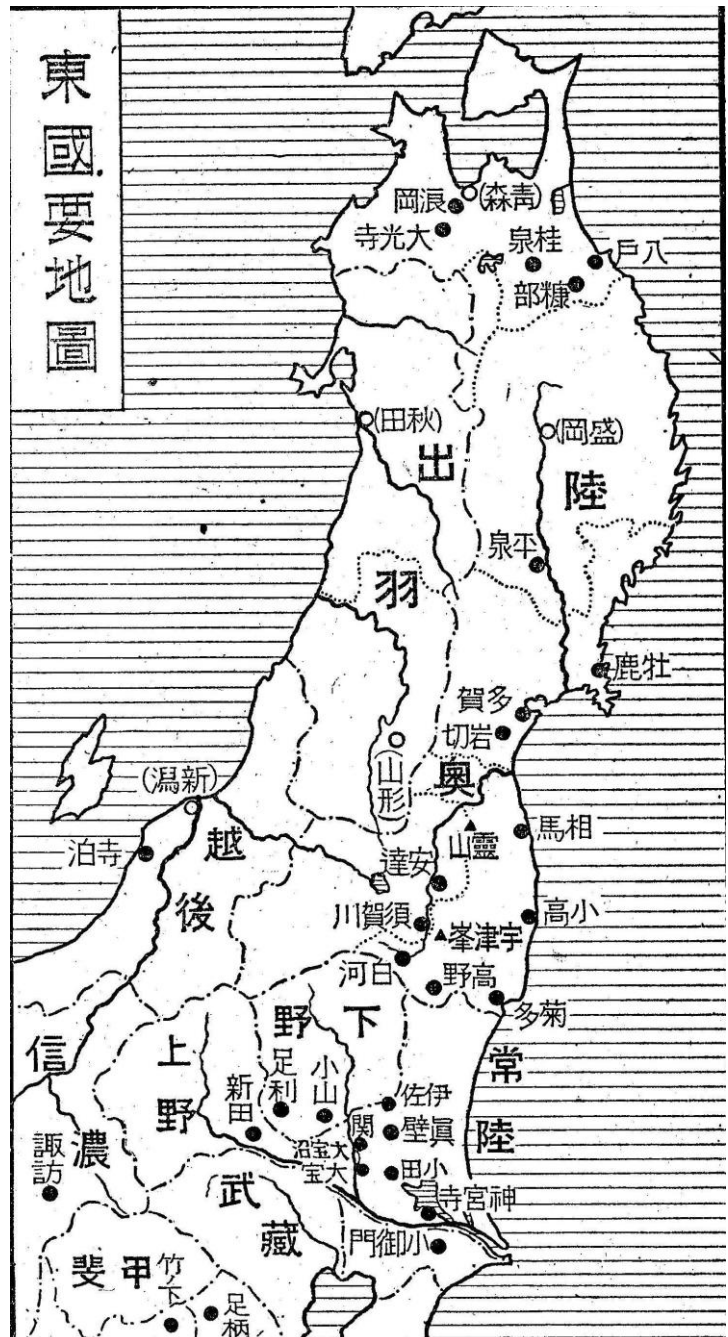 東國要地圖
(靑森)
浪岡
大光寺
桂泉
八戸
糠部
(秋田)
(盛岡)
出羽
陸奥
平泉
牡鹿
多賀
岩切
(山形)
(新潟)
寺泊
越後
相馬
靈山
安達
小高
須賀川
宇津峯
白河
高野
菊多
下野
常陸
上野
信濃
足利
小山
新田
伊佐
関
眞壁
大宝沼
大宝
小田
諏訪
武藏
神宮寺
小御門
甲斐
竹ノ下
足柄